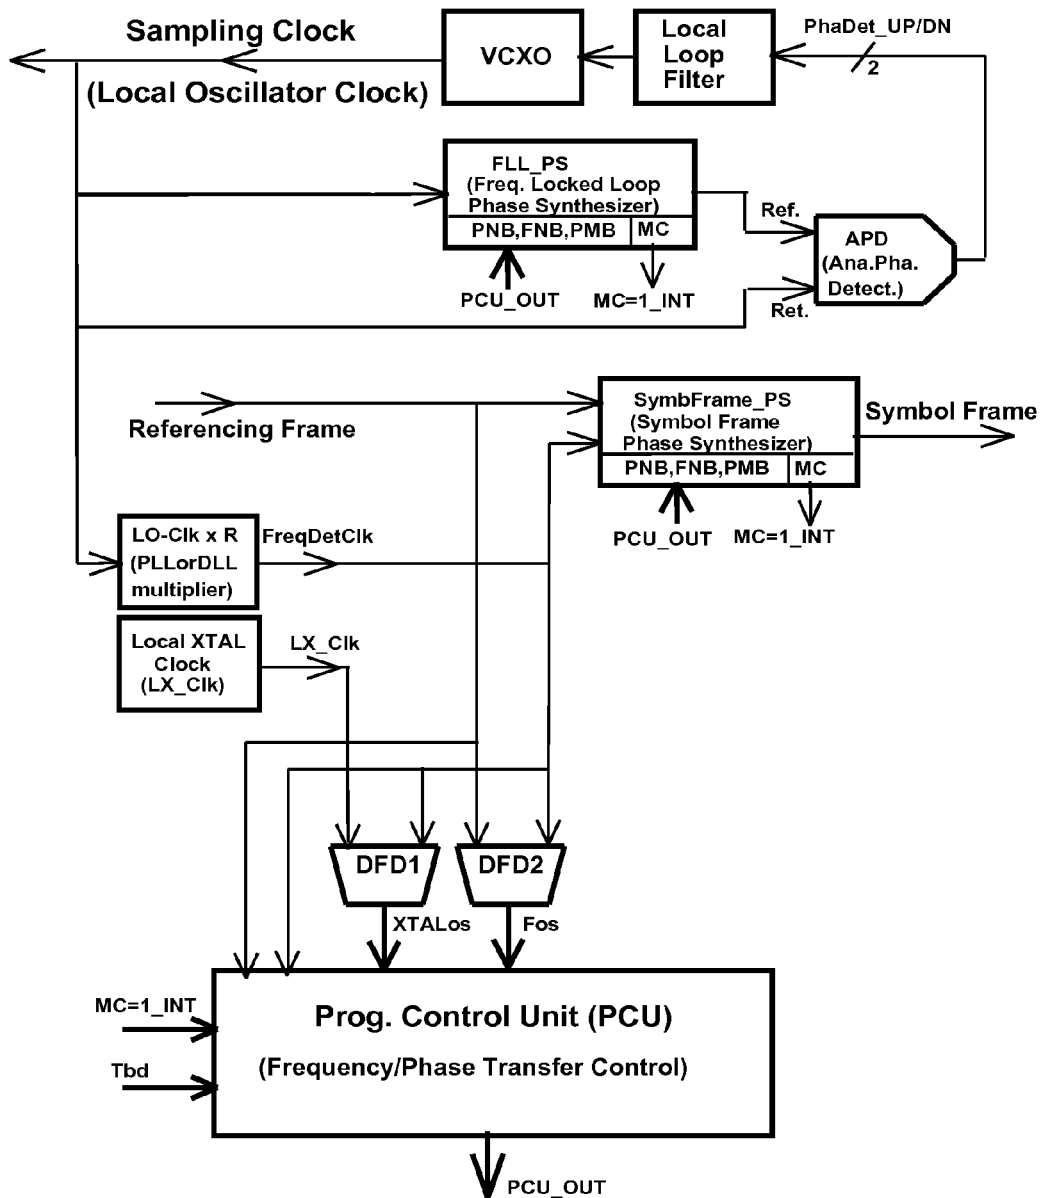 Sampling Clock
(Local Oscillator Clock)
VCXO
Local
Loop
Filter
PhaDet_UP/DN
2
FLL_PS
(Freq. Locked Loop
Phase Synthesizer)
PNB,FNB,PMB
MC
PCU_OUT
MC=1_INT
Ref.
Ret.
APD
(Ana.Pha.
Detect.)
Referencing Frame
SymbFrame_PS
(Symbol Frame
Phase Synthesizer)
PNB,FNB,PMB
MC
Symbol Frame
PCU_OUT
MC=1_INT
LO-Clk x R
(PLLorDLL
multiplier)
FreqDetClk
Local XTAL
Clock
(LX_Clk)
LX_Clk
DFD1
DFD2
XTALos
Fos
MC=1_INT
Tbd
Prog. Control Unit (PCU)
(Frequency/Phase Transfer Control)
PCU_OUT